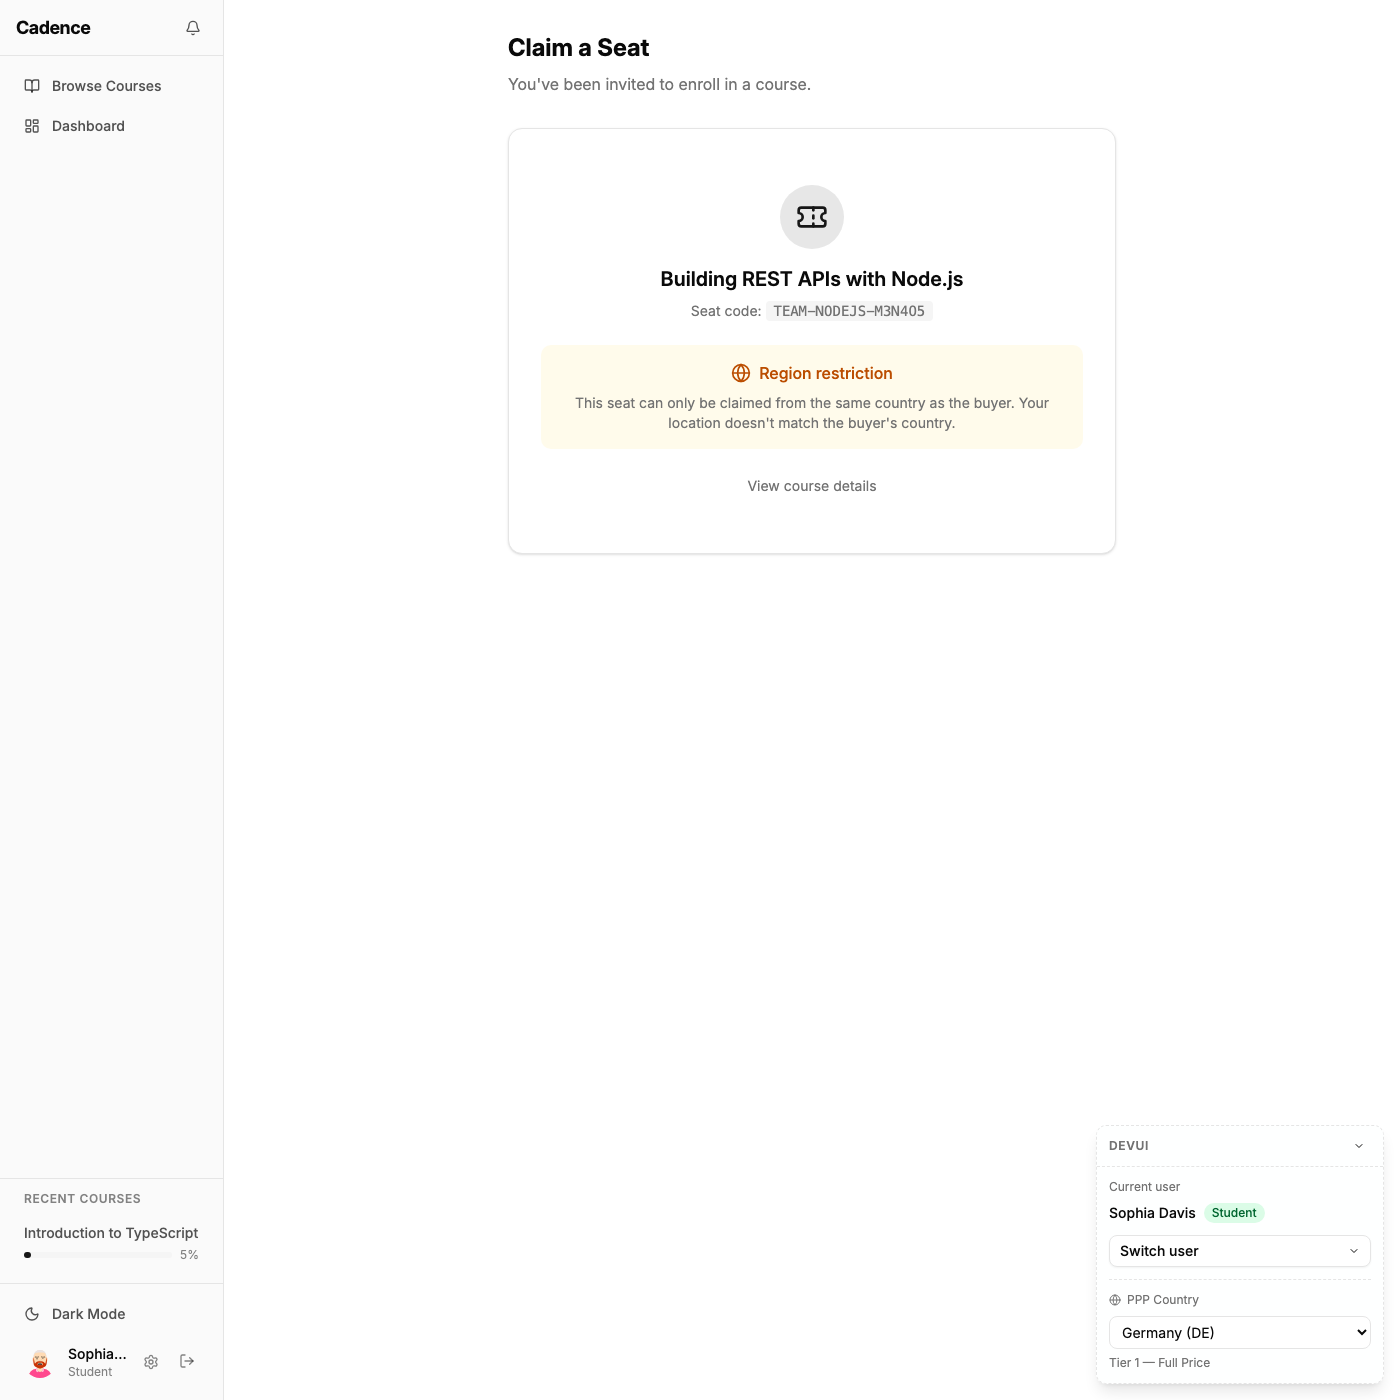 Cadence
Browse Courses
Dashboard
Claim a Seat
You've been invited to enroll in a course.
Building REST APIs with Node.js
Seat code: TEAM-NODEJS-M3N4O5
Region restriction
This seat can only be claimed from the same country as the buyer. Your
location doesn't match the buyer's country.
View course details
RECENT COURSES
Introduction to TypeScript
5%
Dark Mode
Sophia...
Student
DEVUI
Current user
Sophia Davis Student
Switch user
PPP Country
Germany (DE)
Tier 1 — Full Price